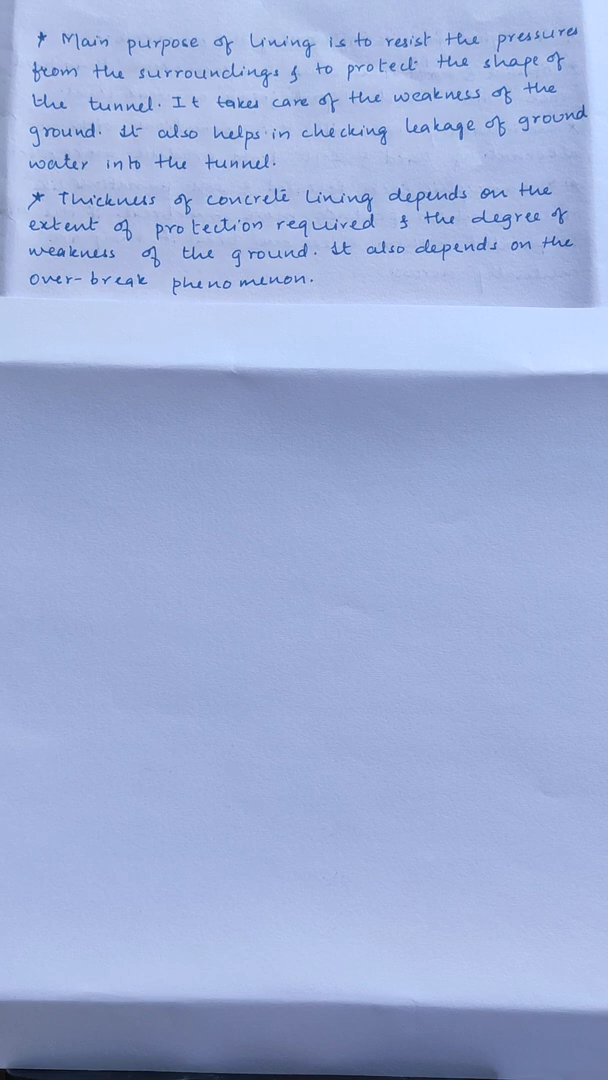 * Main purpose of lining is to resist the pressures
from the surroundings & to protect the shape of
the tunnel. It takes care of the weakness of the
ground. It also helps in checking leakage of ground
water into the tunnel.
* Thickness of concrete lining depends on the
extent of protection required & the degree of
weakness of the ground. It also depends on the
over-break phenomenon.